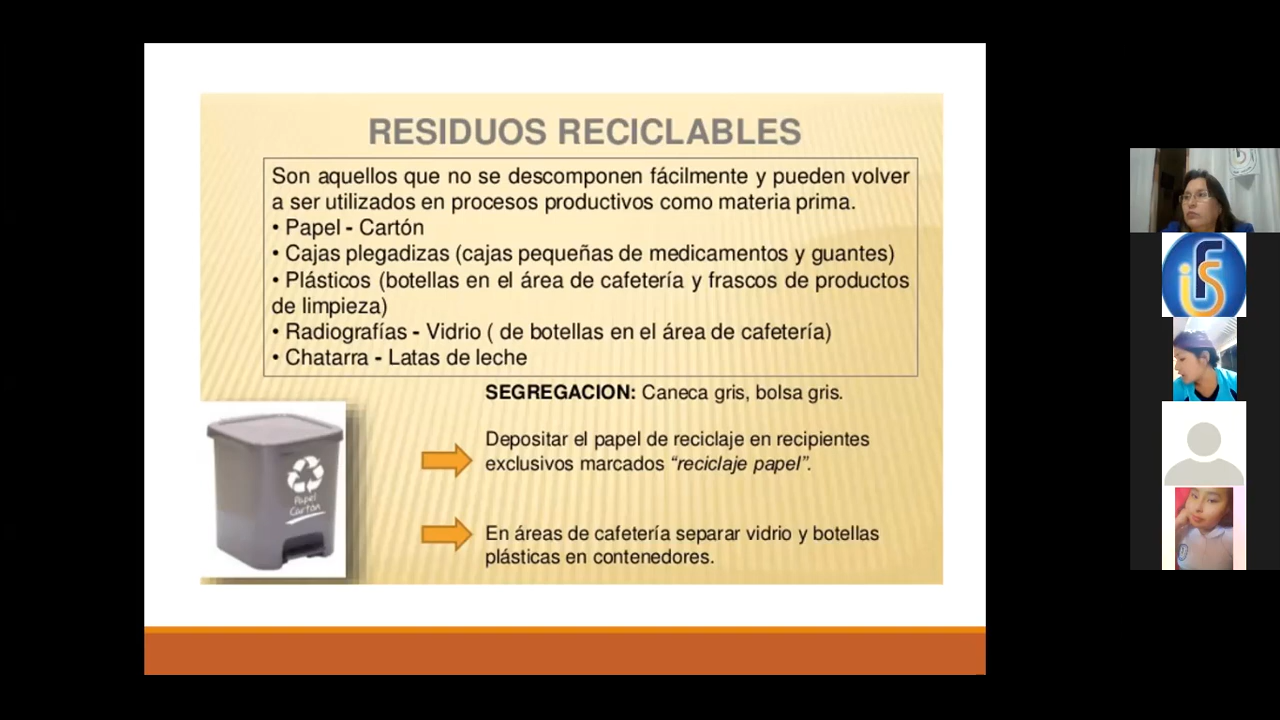 RESIDUOS RECICLABLES
Son aquellos que no se descomponen fácilmente y pueden volver
a ser utilizados en procesos productivos como materia prima.
• Papel - Cartón
• Cajas plegadizas (cajas pequeñas de medicamentos y guantes)
• Plásticos (botellas en el área de cafetería y frascos de productos
de limpieza)
• Radiografías - Vidrio ( de botellas en el área de cafetería)
• Chatarra - Latas de leche
SEGREGACION: Caneca gris, bolsa gris.
Depositar el papel de reciclaje en recipientes
exclusivos marcados “reciclaje papel”.
Papel
Cartón
En áreas de cafetería separar vidrio y botellas
plásticas en contenedores.